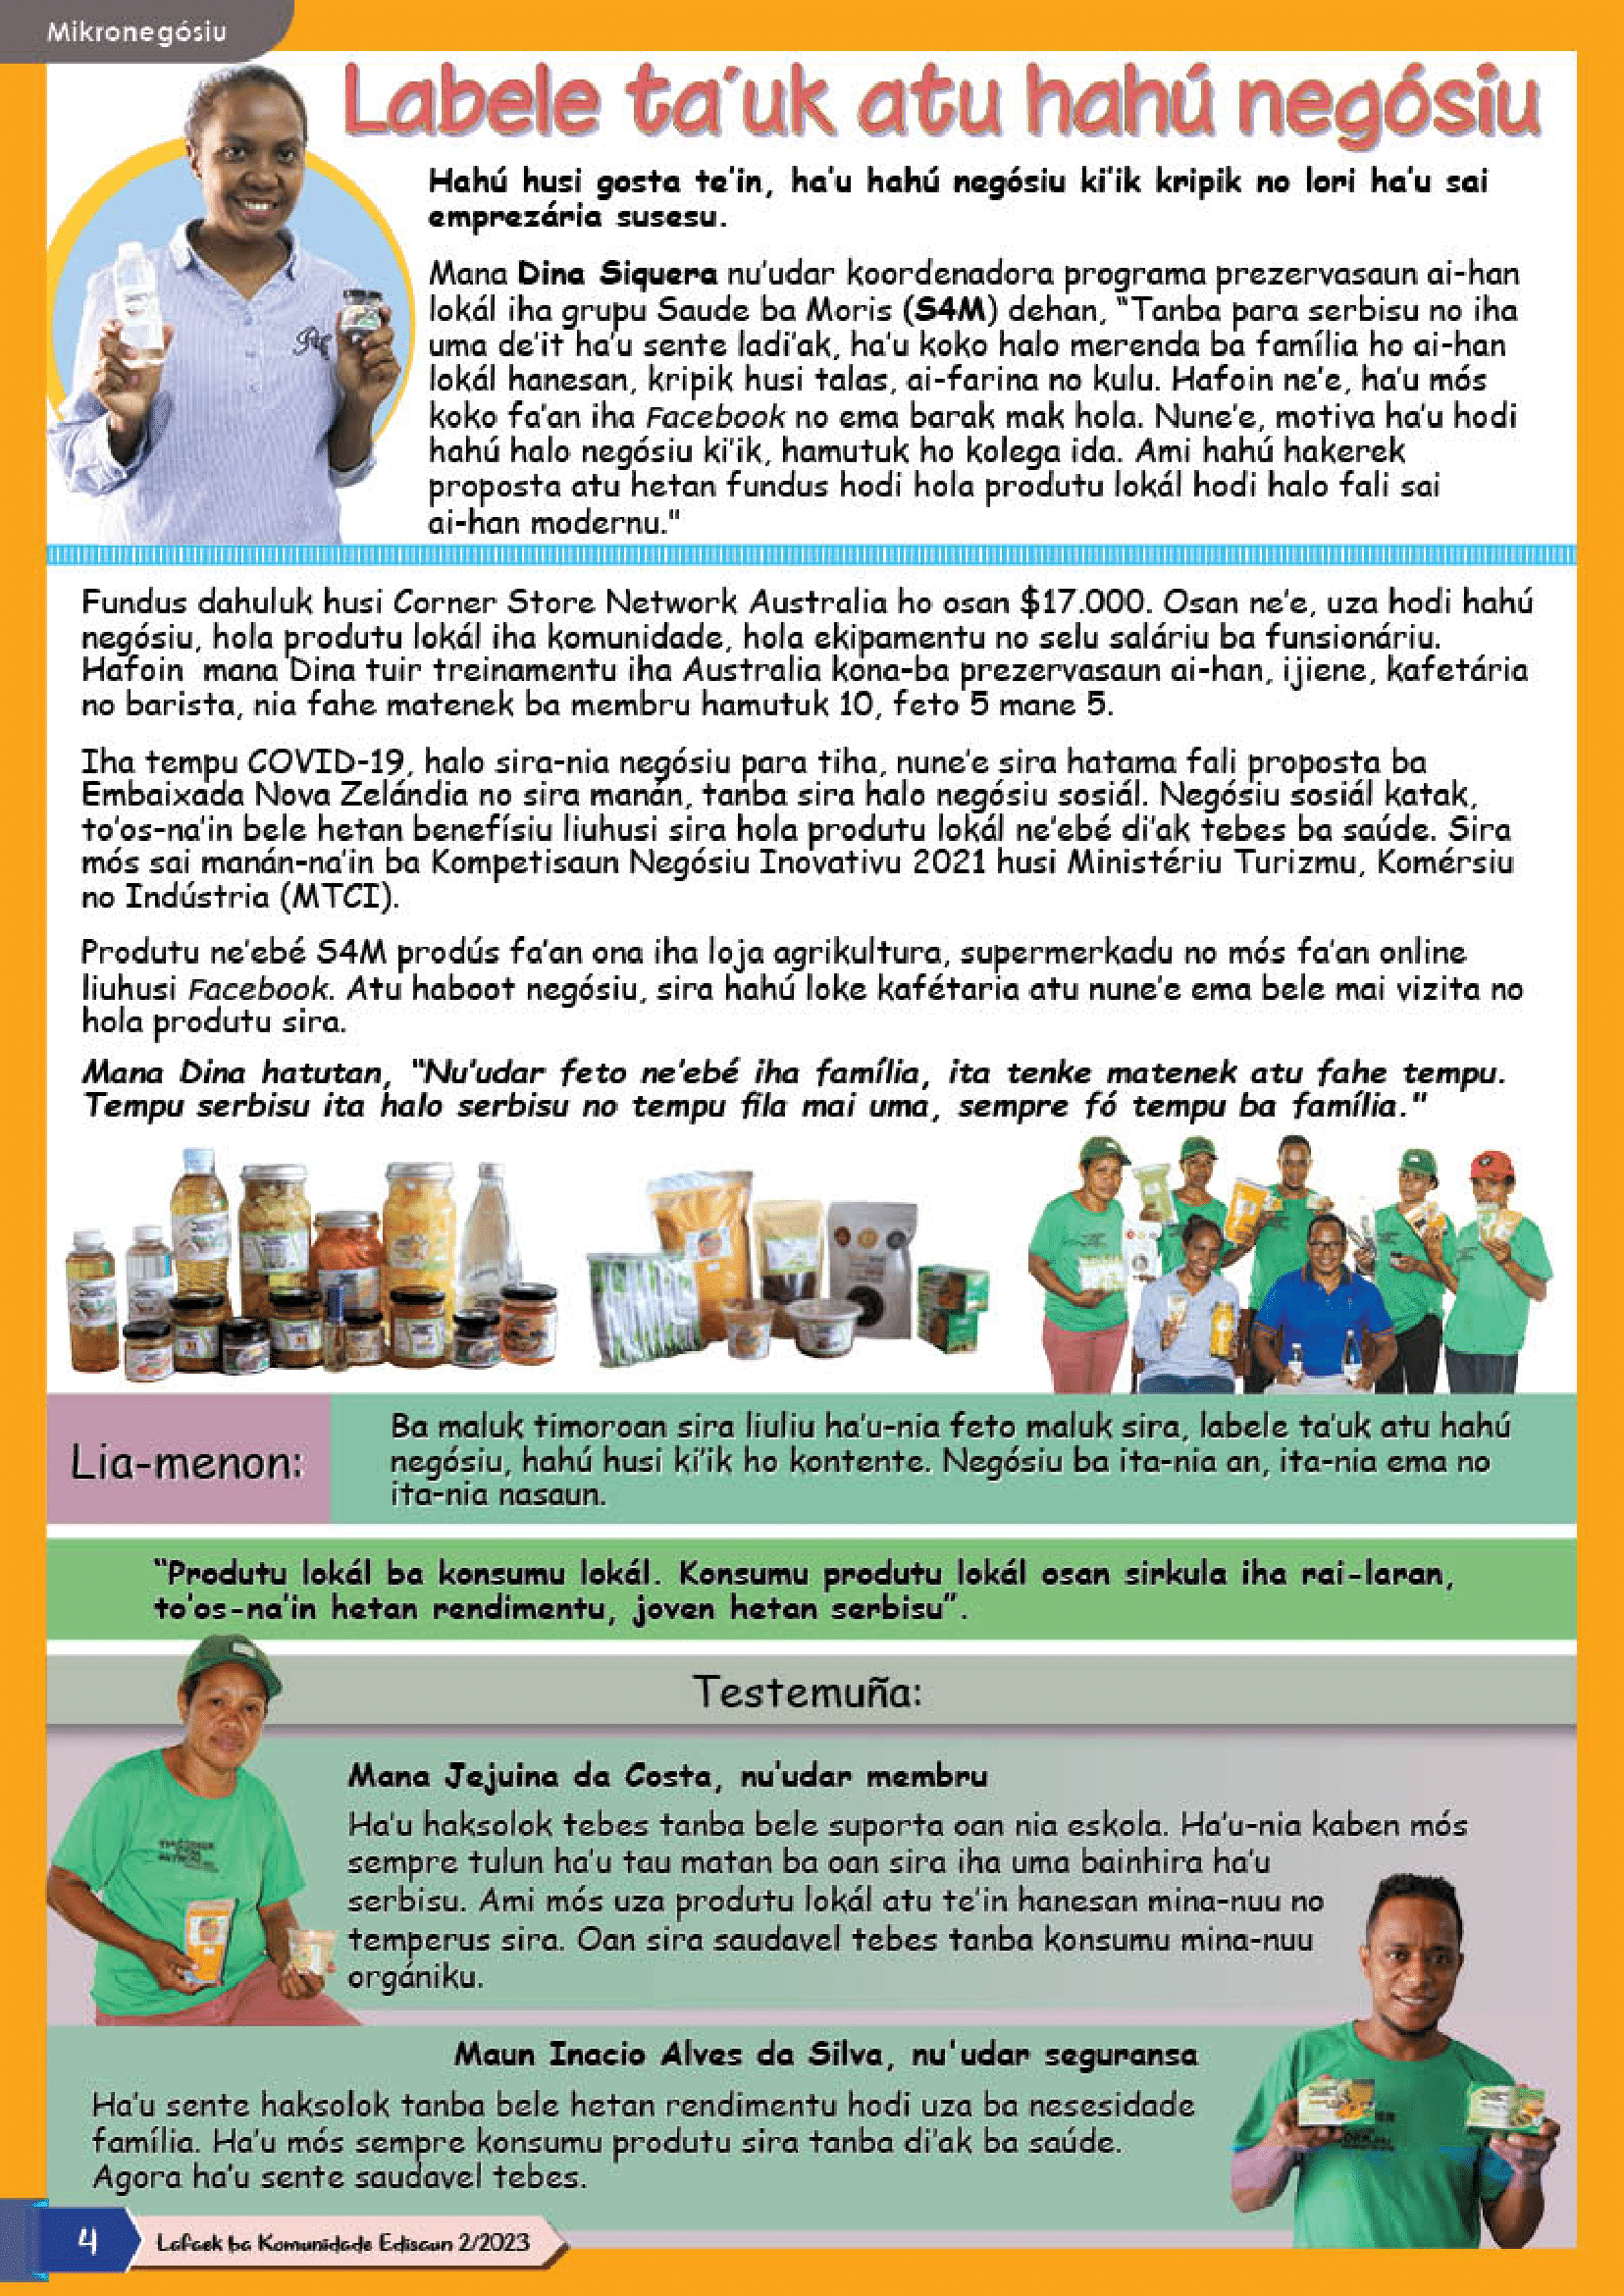 Mikronegósiu
Labele ta'uk atu hahú negósiu
Hahú husi gosta te'in, ha'u hahú negósiu ki'ik kripik no lori ha'u sai
emprezária susesu.
Mana Dina Siquera nu'udar koordenadora programa prezervasaun ai-han
lokál iha grupu Saude ba Moris (S4M) dehan, "Tanba para serbisu no iha
uma de'it ha'u sente ladi'ak, ha'u koko halo merenda ba família ho ai-han
lokál hanesan, kripik husi talas, ai-farina no kulu. Hafoin ne'e, ha'u mós
koko fa'an iha Facebook no ema barak mak hola. Nune'e, motiva ha'u hodi
hahú halo negósiu ki'ik, hamutuk ho kolega ida. Ami hahú hakerek
proposta atu hetan fundus hodi hola produtu lokál hodi halo fali sai
ai-han modernu."
Fundus dahuluk husi Corner Store Network Australia ho osan $17.000. Osan ne'e, uza hodi hahú
negósiu, hola produtu lokál iha komunidade, hola ekipamentu no selu saláriu ba funsionáriu.
Hafoin mana Dina tuir treinamentu iha Australia kona-ba prezervasaun ai-han, ijiene, kafetária
no barista, nia fahe matenek ba membru hamutuk 10, feto 5 mane 5.
Iha tempu COVID-19, halo sira-nia negósiu para tiha, nune'e sira hatama fali proposta ba
Embaixada Nova Zelándia no sira manán, tanba sira halo negósiu sosiál. Negósiu sosiál katak,
to'os-na'in bele hetan benefísiu liuhusi sira hola produtu lokál ne'ebé di'ak tebes ba saúde. Sira
mós sai manán-na'in ba Kompetisaun Negósiu Inovativu 2021 husi Ministériu Turizmu, Komérsiu
no Indústria (MTCI).
Produtu ne'ebé S4M prodús fa'an ona iha loja agrikultura, supermerkadu no mós fa'an online
liuhusi Facebook. Atu haboot negósiu, sira hahú loke kafétaria atu nune'e ema bele mai vizita no
hola produtu sira.
Mana Dina hatutan, "Nu'udar feto ne'ebé iha família, ita tenke matenek atu fahe tempu.
Tempu serbisu ita halo serbisu no tempu fila mai uma, sempre fó tempu ba família."
Lia-menon:
Ba maluk timoroan sira liuliu ha'u-nia feto maluk sira, labele ta'uk atu hahú
negósiu, hahú husi ki'ik ho kontente. Negósiu ba ita-nia an, ita-nia ema no
ita-nia nasaun.
"Produtu lokál ba konsumu lokál. Konsumu produtu lokál osan sirkula iha rai-laran,
to'os-na'in hetan rendimentu, joven hetan serbisu".
Testemuña:
Mana Jejuina da Costa, nu'udar membru
Ha'u haksolok tebes tanba bele suporta oan nia eskola. Ha'u-nia kaben mós
sempre tulun ha'u tau matan ba oan sira iha uma bainhira ha'u
serbisu. Ami mós uza produtu lokál atu te'in hanesan mina-nuu no
temperus sira. Oan sira saudavel tebes tanba konsumu mina-nuu
orgániku.
Maun Inacio Alves da Silva, nu'udar seguransa
Ha'u sente haksolok tanba bele hetan rendimentu hodi uza ba nesesidade
família. Ha'u mós sempre konsumu produtu sira tanba di'ak ba saúde.
Agora ha'u sente saudavel tebes.
4
Lafaek ba Komunidade Edisaun 2/2023